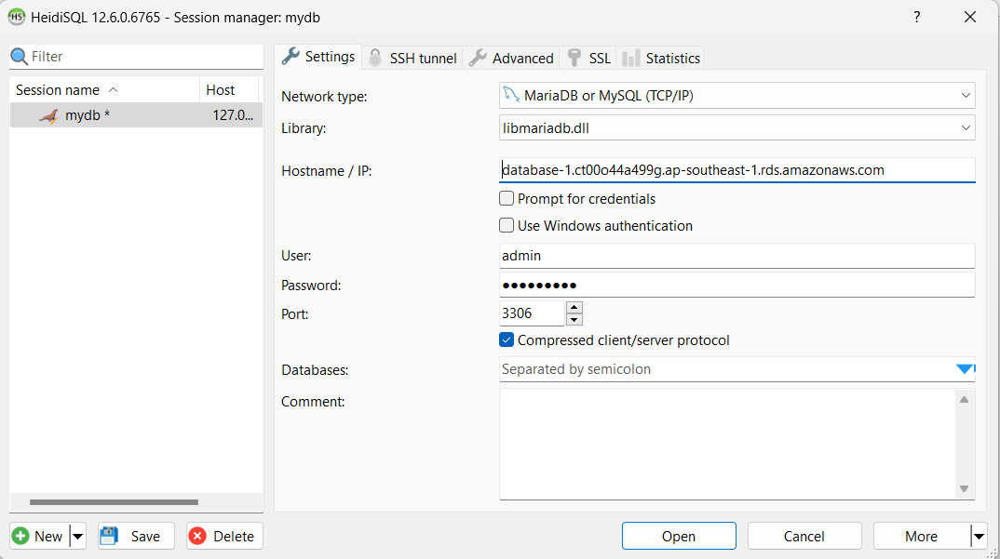 HeidiSQL 12.6.0.6765 - Session manager: mydb
?
Filter
Session name
Host
mydb *
127.0...
Settings
SSH tunnel
Advanced
SSL
Statistics
Network type:
MariaDB or MySQL (TCP/IP)
Library:
libmariadb.dll
Hostname / IP:
database-1.ct00o44a499g.ap-southeast-1.rds.amazonaws.com
Prompt for credentials
Use Windows authentication
User:
admin
Password:
●●●●●●●●●
Port:
3306
Compressed client/server protocol
Databases:
Separated by semicolon
Comment:
New
Save
Delete
Open
Cancel
More